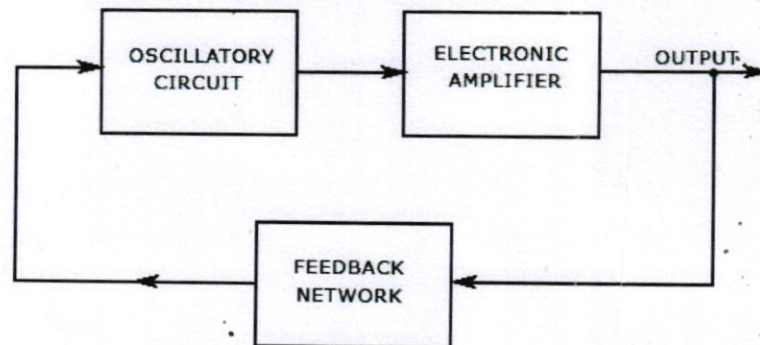 OSCILLATORY
CIRCUIT
ELECTRONIC
AMPLIFIER
OUTPUT
FEEDBACK
NETWORK